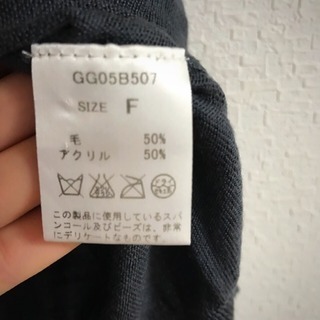 GG05B507
SIZE F
毛 50%
アクリル 50%
この製品に使用しているスパン
コール及びビーズは、非常
にデリケートなものです。